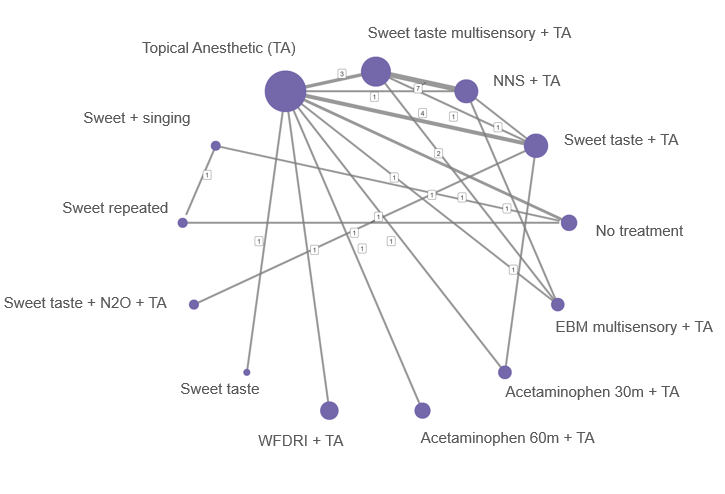 Sweet taste multisensory + TA
Topical Anesthetic (TA)
3
7
NNS + TA
1
4
1
Sweet + singing
1
Sweet taste + TA
2
1
1
1
1
Sweet repeated
1
1
No treatment
1
1
1
1
1
1
Sweet taste + N2O + TA
EBM multisensory + TA
Sweet taste
Acetaminophen 30m + TA
WFDRI + TA
Acetaminophen 60m + TA